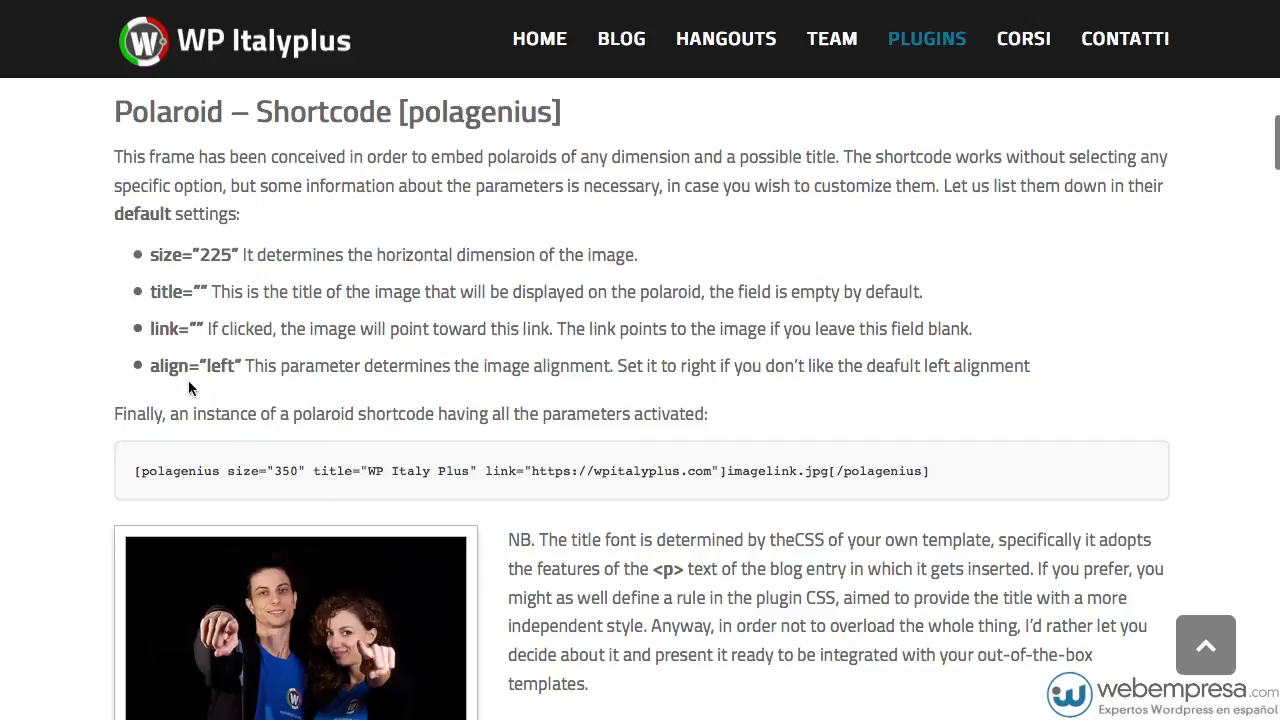 WP Italyplus
HOME BLOG HANGOUTS TEAM PLUGINS CORSI CONTATTI
Polaroid – Shortcode [polagenius]
This frame has been conceived in order to embed polaroids of any dimension and a possible title. The shortcode works without selecting any
specific option, but some information about the parameters is necessary, in case you wish to customize them. Let us list them down in their
default settings:
size=”225” It determines the horizontal dimension of the image.
title=”” This is the title of the image that will be displayed on the polaroid, the field is empty by default.
link=”” If clicked, the image will point toward this link. The link points to the image if you leave this field blank.
align=”left” This parameter determines the image alignment. Set it to right if you don’t like the deafult left alignment
Finally, an instance of a polaroid shortcode having all the parameters activated:
[polagenius size="350" title="WP Italy Plus" link="https://wpitalyplus.com"]imagelink.jpg[/polagenius]
NB. The title font is determined by theCSS of your own template, specifically it adopts
the features of the <p> text of the blog entry in which it gets inserted. If you prefer, you
might as well define a rule in the plugin CSS, aimed to provide the title with a more
independent style. Anyway, in order not to overload the whole thing, I’d rather let you
decide about it and present it ready to be integrated with your out-of-the-box
templates.
webempresa.com
Expertos Wordpress en español